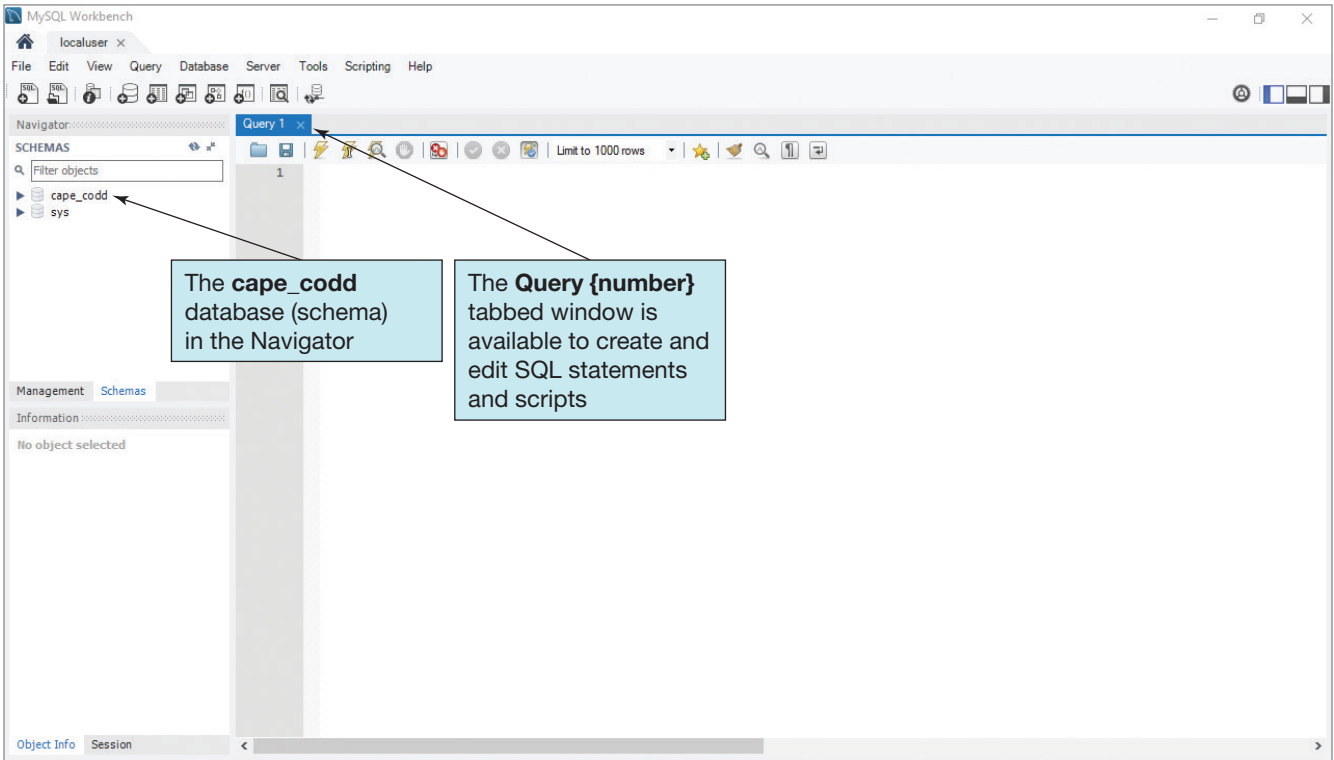 MySQL Workbench
localuser
File Edit View Query Database Server Tools Scripting Help
SQL SQL
Navigator
Query 1
SCHEMAS
Limit to 1000 rows
Filter objects
1
cape_codd
sys
The cape_codd
database (schema)
in the Navigator
The Query {number}
tabbed window is
available to create and
edit SQL statements
and scripts
Management Schemas
Information
No object selected
Object Info Session